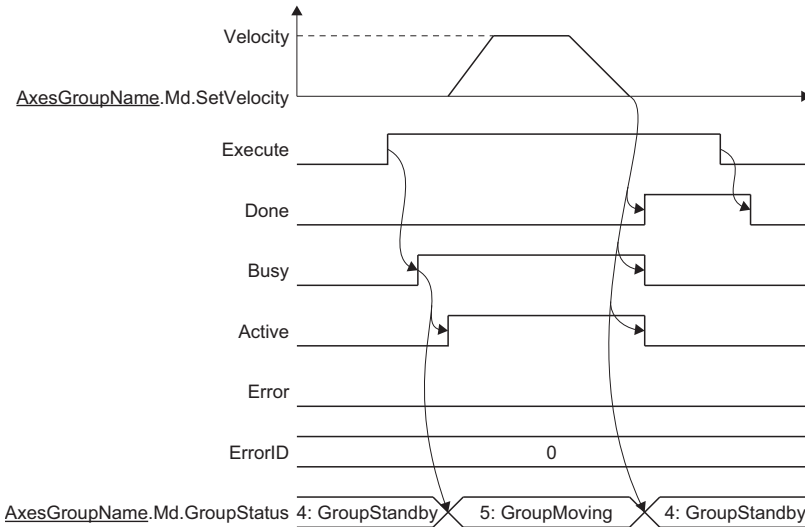 Velocity
AxesGroupName.Md.SetVelocity
Execute
Done
Busy
Active
Error
ErrorID 0
AxesGroupName.Md.GroupStatus 4: GroupStandby 5: GroupMoving 4: GroupStandby